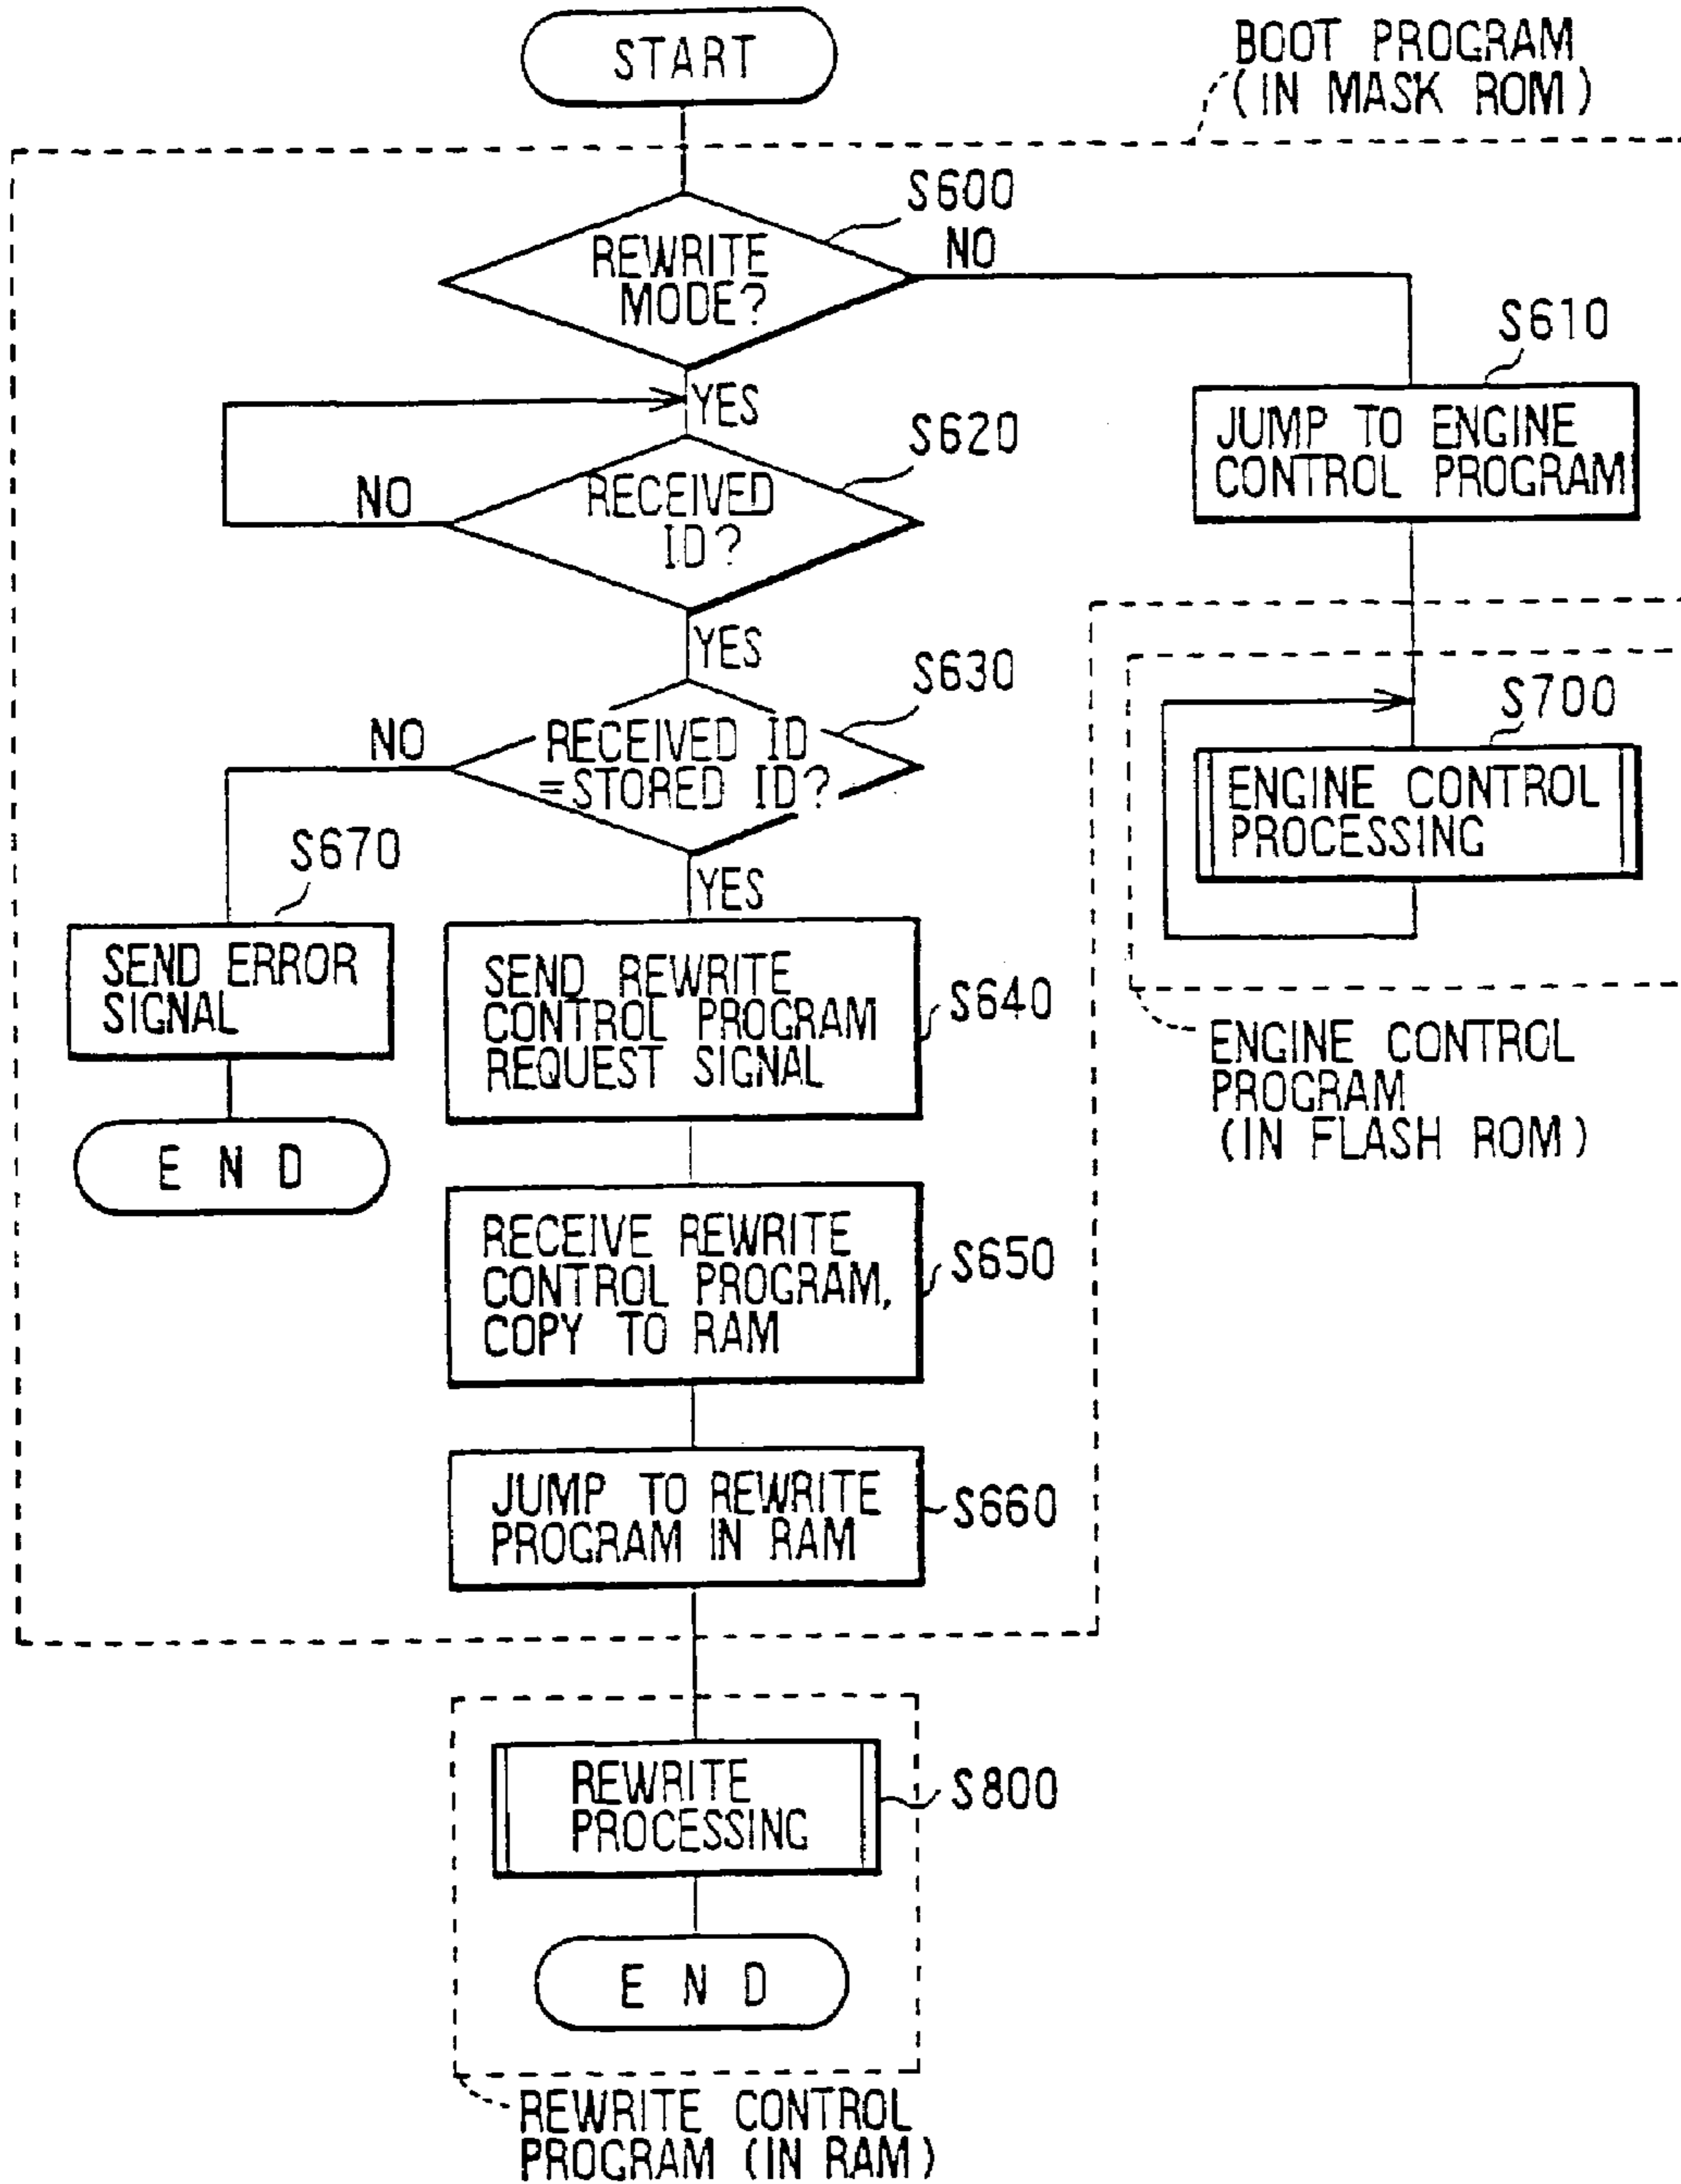 START
BOOT PROGRAM
(IN MASK ROM)
S600
REWRITE
MODE?
NO
YES
S610
JUMP TO ENGINE
CONTROL PROGRAM
S620
RECEIVED
ID?
NO
YES
S630
RECEIVED ID
=STORED ID?
NO
YES
S700
ENGINE CONTROL
PROCESSING
S670
SEND ERROR
SIGNAL
END
SEND REWRITE
CONTROL PROGRAM
REQUEST SIGNAL
S640
ENGINE CONTROL
PROGRAM
(IN FLASH ROM)
RECEIVE REWRITE
CONTROL PROGRAM,
COPY TO RAM
S650
JUMP TO REWRITE
PROGRAM IN RAM
S660
REWRITE
PROCESSING
S800
END
REWRITE CONTROL
PROGRAM (IN RAM)